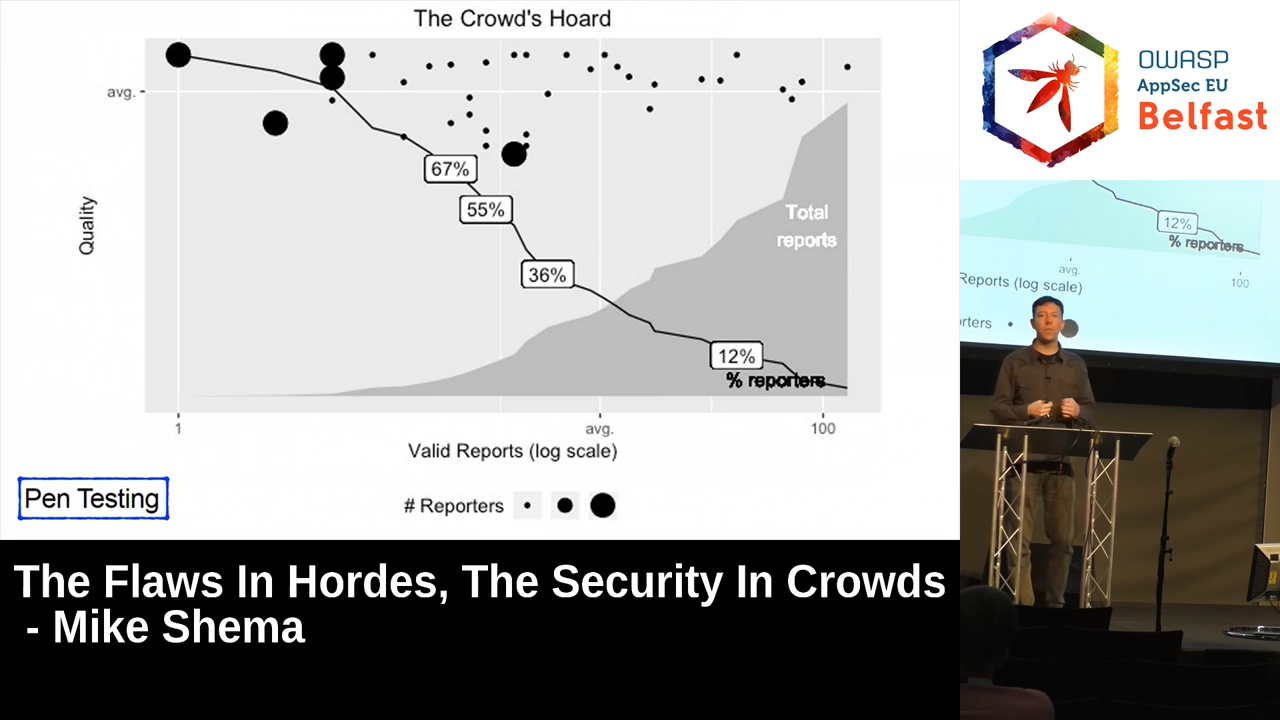 The Crowd's Hoard
avg.
Quality
67%
55%
36%
12%
Total
reports
% reporters
1
avg.
100
Valid Reports (log scale)
# Reporters
Pen Testing
The Flaws In Hordes, The Security In Crowds
- Mike Shema
OWASP
AppSec EU
Belfast
12%
% reporters
avg.
100
Reports (log scale)
rters